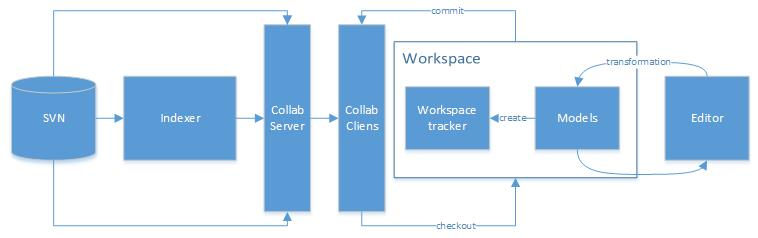 commit
Workspace
transformation
SVN
Indexer
Collab
Server
Collab
Cliens
Workspace
tracker
create
Models
Editor
checkout